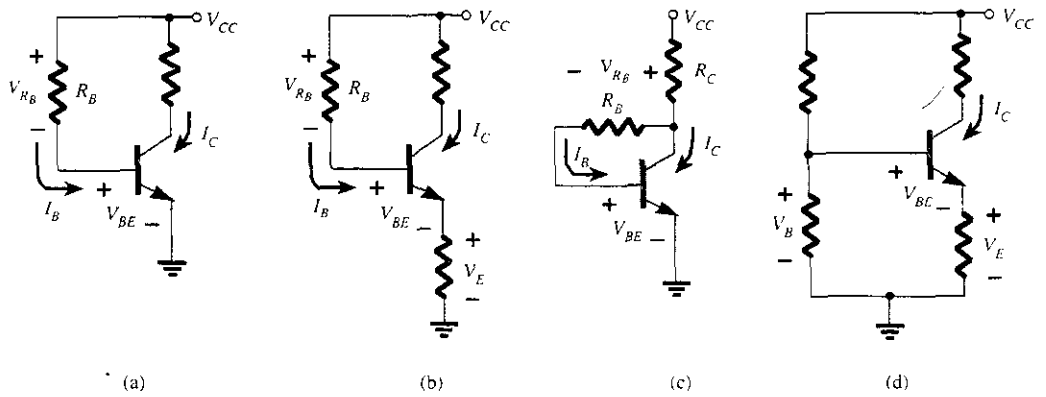 V_CC
+
V_RB
R_B
−
I_C
I_B
+
V_BE
−
(a)
V_CC
+
V_RB
R_B
−
I_C
I_B
+
V_BE
−
+
V_E
−
(b)
V_CC
− V_RB +
R_C
R_B
I_B
I_C
+
V_BE
−
(c)
V_CC
I_C
+
V_BE
−
+
V_B
−
+
V_E
−
(d)